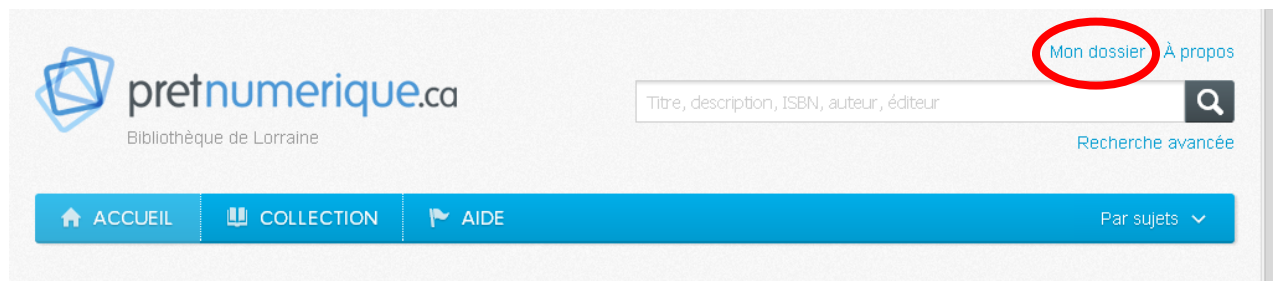 Mon dossier À propos
pretnumerique.ca
Titre, description, ISBN, auteur, éditeur
Bibliothèque de Lorraine
Recherche avancée
ACCUEIL COLLECTION AIDE Par sujets